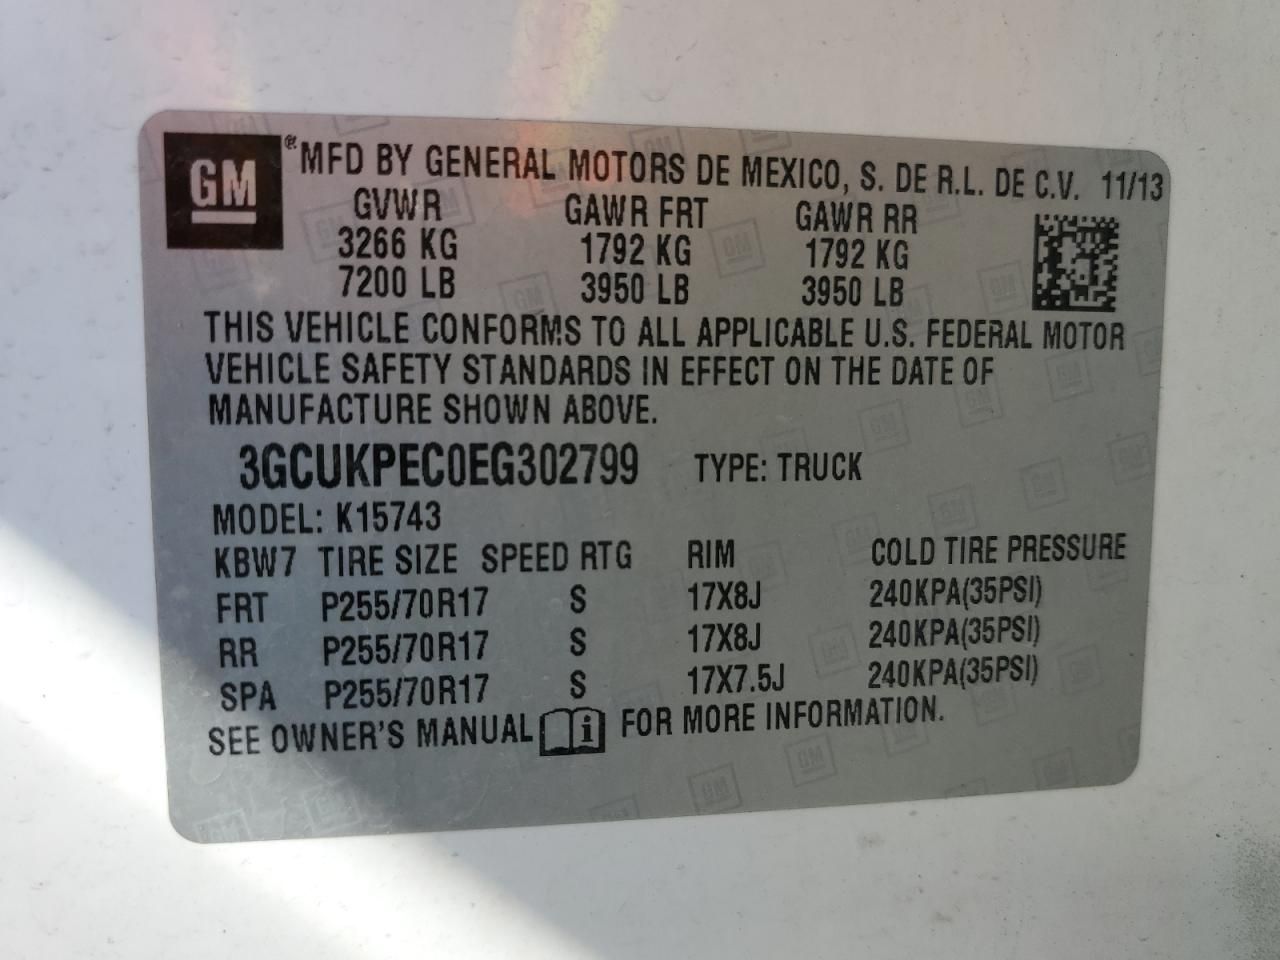 GM ® MFD BY GENERAL MOTORS DE MEXICO, S. DE R.L. DE C.V. 11/13
GVWR GAWR FRT GAWR RR
3266 KG 1792 KG 1792 KG
7200 LB 3950 LB 3950 LB
THIS VEHICLE CONFORMS TO ALL APPLICABLE U.S. FEDERAL MOTOR
VEHICLE SAFETY STANDARDS IN EFFECT ON THE DATE OF
MANUFACTURE SHOWN ABOVE.
3GCUKPEC0EG302799 TYPE: TRUCK
MODEL: K15743
KBW7 TIRE SIZE SPEED RTG RIM COLD TIRE PRESSURE
FRT P255/70R17 S 17X8J 240KPA(35PSI)
RR P255/70R17 S 17X8J 240KPA(35PSI)
SPA P255/70R17 S 17X7.5J 240KPA(35PSI)
SEE OWNER'S MANUAL i FOR MORE INFORMATION.